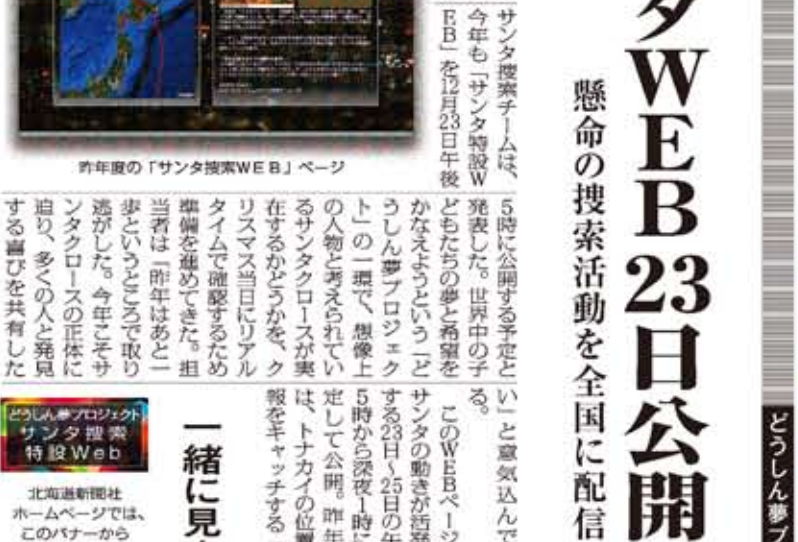 どうしん夢プ
タWEB 23日公開
懸命の捜索活動を全国に配信
サンタ捜索チームは、
今年も「サンタ特設W
EB」を12月23日午後
5時に公開する予定と
発表した。世界中の子
どもたちの夢と希望を
かなえようという「ど
うしん夢プロジェク
ト」の一環で、想像上
の人物と考えられてい
るサンタクロースが実
在するかどうかを、ク
リスマス当日にリアル
タイムで確認するため
準備を進めてきた。担
当者は「昨年はあと一
歩というところで取り
逃がした。今年こそサ
ンタクロースの正体に
迫り、多くの人と発見
する喜びを共有した
い」と意気込んで
る。
このWEBペー
サンタの動きが活発
する23日〜25日の午
5時から深夜1時に
定して公開。昨年
は、トナカイの位置
報をキャッチする
一緒に見
昨年度の「サンタ捜索WEB」ページ
どうしん夢プロジェクト
サンタ捜索
特設Web
北海道新聞社
ホームページでは、
このバナーから